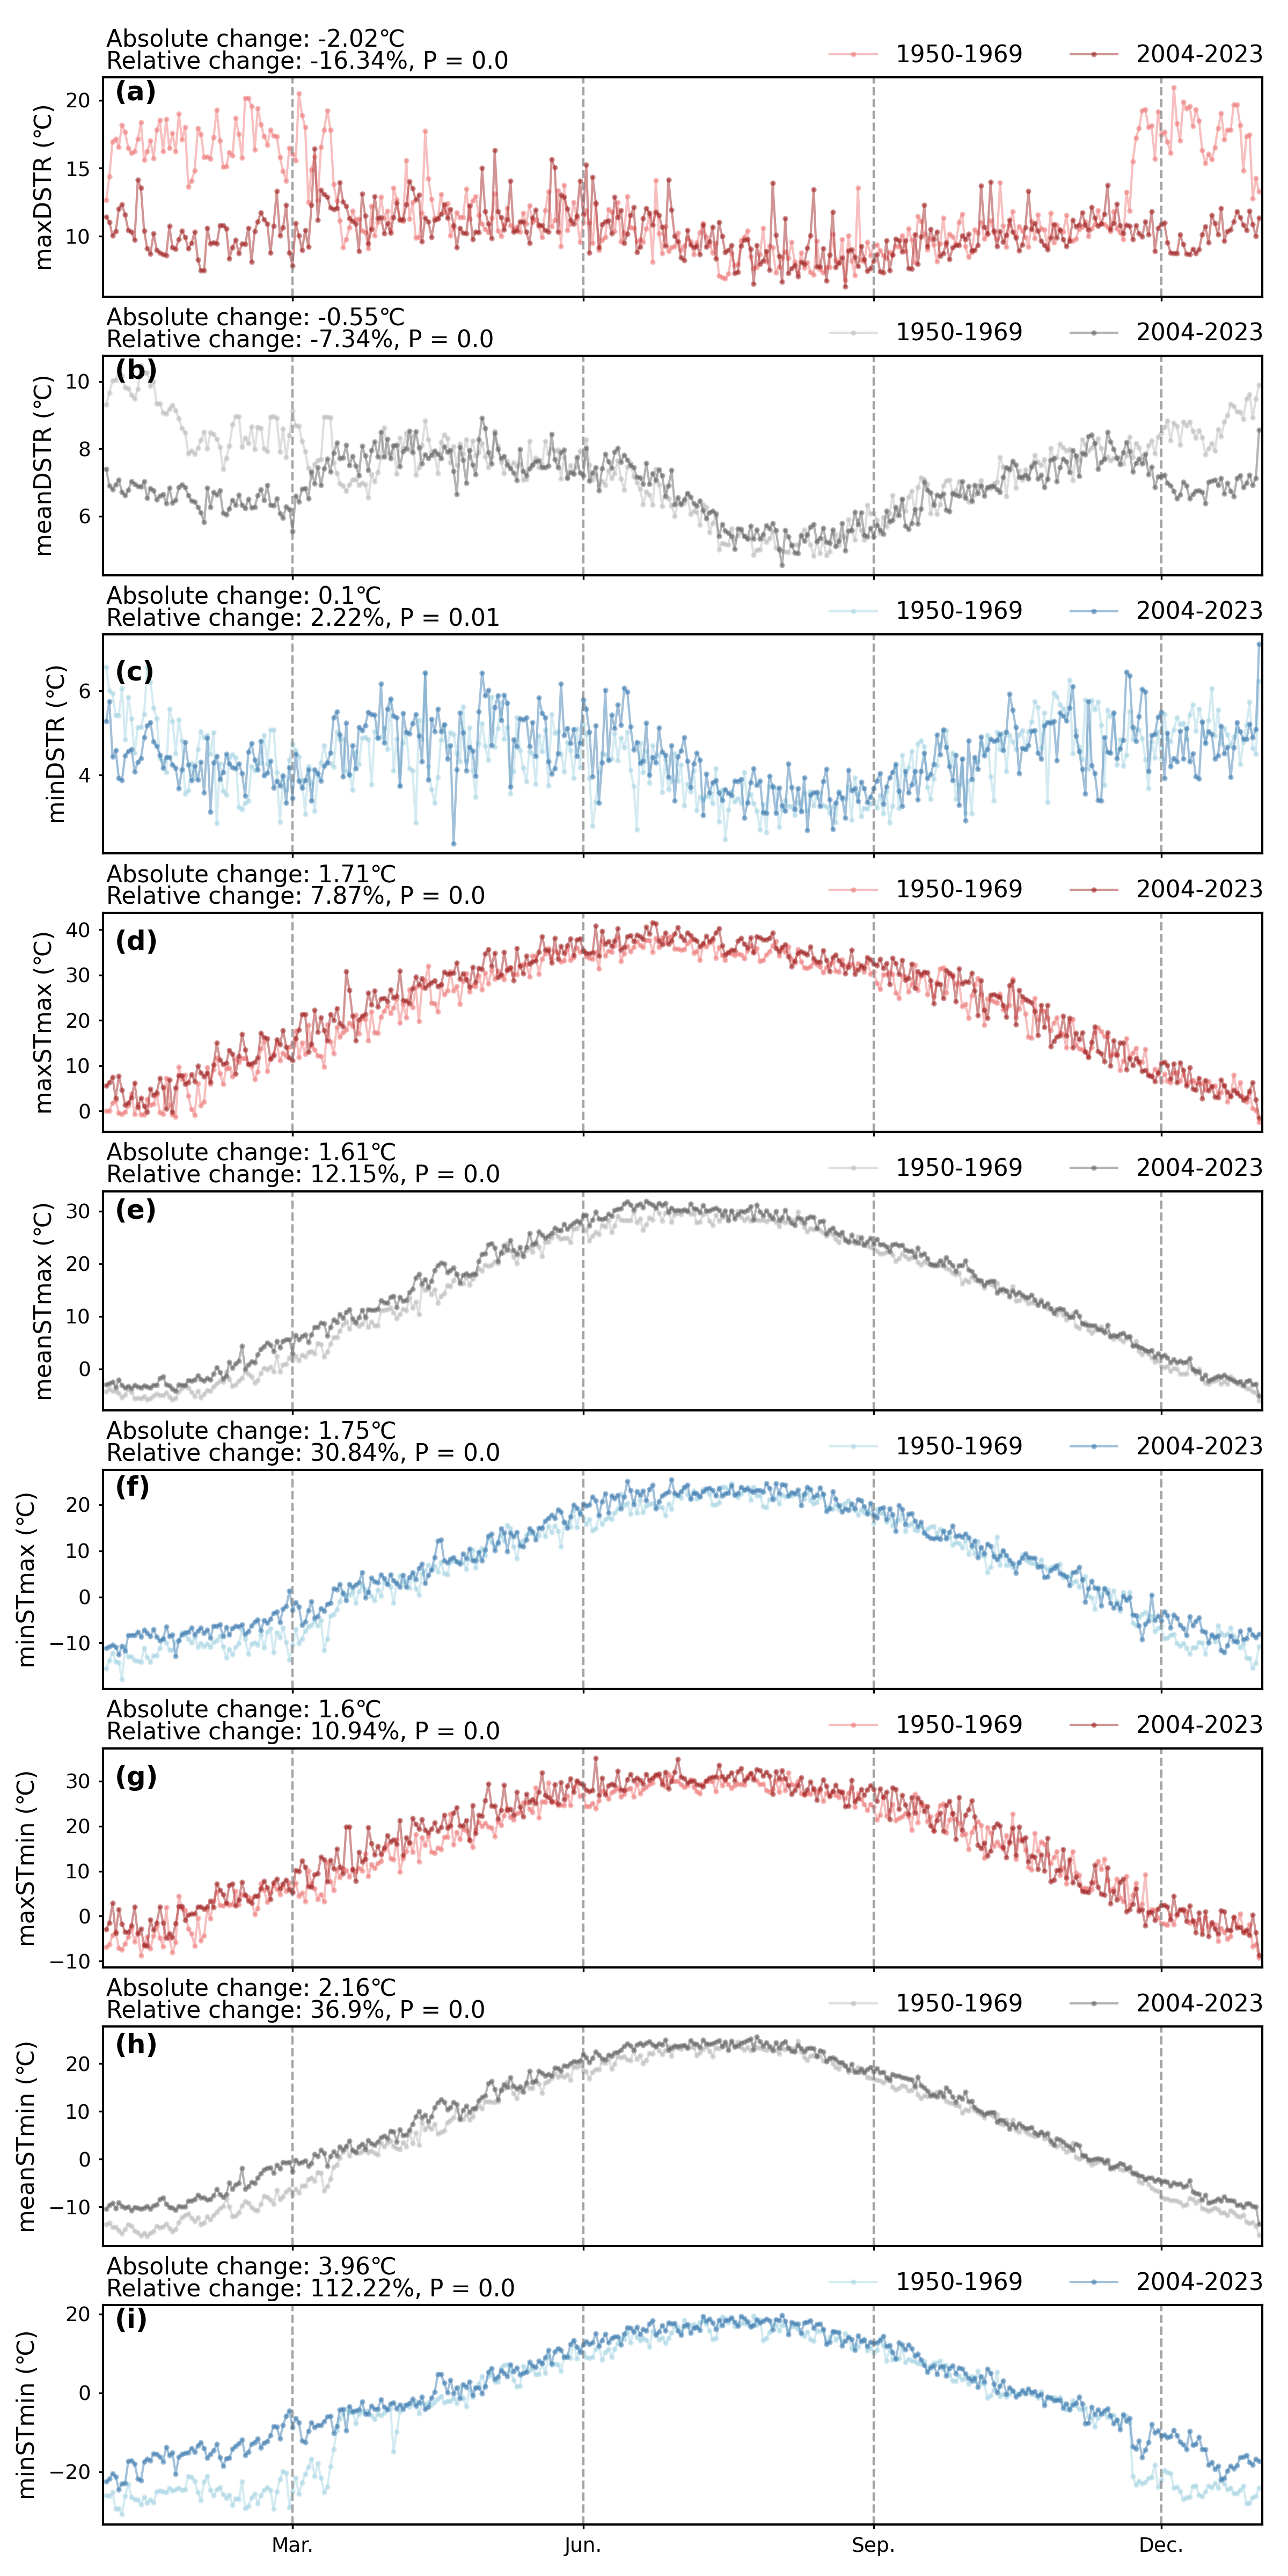 Absolute change: -2.02℃
Relative change: -16.34%, P = 0.0
1950-1969 2004-2023
(a)
maxDSTR (℃)
20
15
10
Absolute change: -0.55℃
Relative change: -7.34%, P = 0.0
1950-1969 2004-2023
(b)
meanDSTR (℃)
10
8
6
Absolute change: 0.1℃
Relative change: 2.22%, P = 0.01
1950-1969 2004-2023
(c)
minDSTR (℃)
6
4
Absolute change: 1.71℃
Relative change: 7.87%, P = 0.0
1950-1969 2004-2023
(d)
maxSTmax (℃)
40
30
20
10
0
Absolute change: 1.61℃
Relative change: 12.15%, P = 0.0
1950-1969 2004-2023
(e)
meanSTmax (℃)
30
20
10
0
Absolute change: 1.75℃
Relative change: 30.84%, P = 0.0
1950-1969 2004-2023
(f)
minSTmax (℃)
20
10
0
−10
Absolute change: 1.6℃
Relative change: 10.94%, P = 0.0
1950-1969 2004-2023
(g)
maxSTmin (℃)
30
20
10
0
−10
Absolute change: 2.16℃
Relative change: 36.9%, P = 0.0
1950-1969 2004-2023
(h)
meanSTmin (℃)
20
10
0
−10
Absolute change: 3.96℃
Relative change: 112.22%, P = 0.0
1950-1969 2004-2023
(i)
minSTmin (℃)
20
0
−20
Mar. Jun. Sep. Dec.